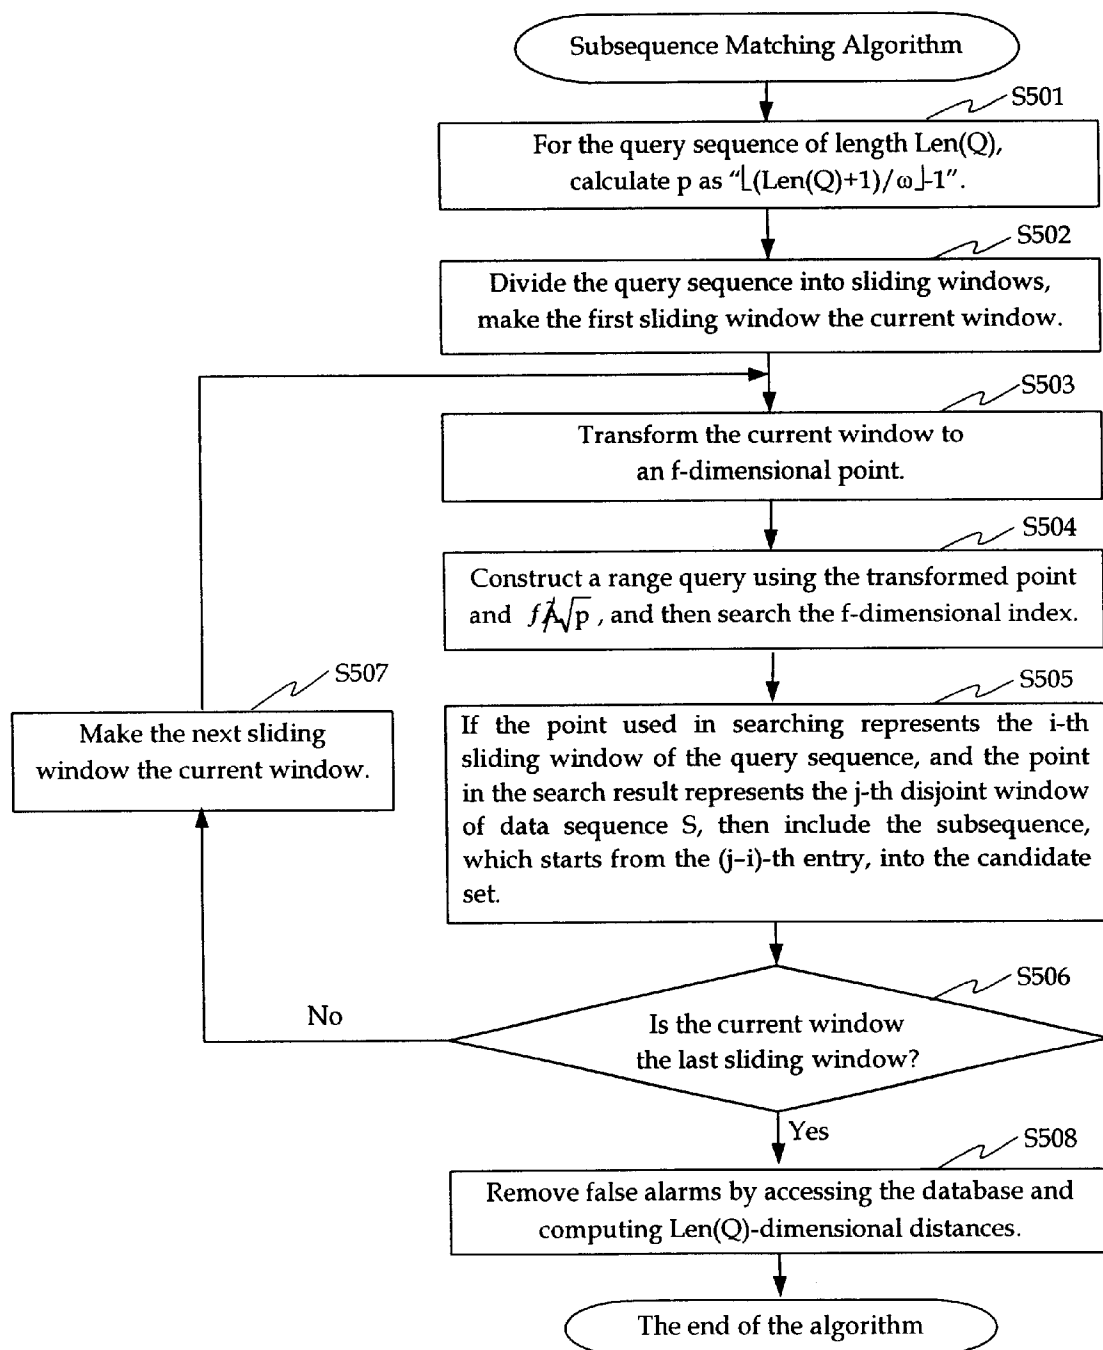 Subsequence Matching Algorithm
S501
For the query sequence of length Len(Q),
calculate p as “⌊(Len(Q)+1)/ω⌋-1”.
S502
Divide the query sequence into sliding windows,
make the first sliding window the current window.
S503
Transform the current window to
an f-dimensional point.
S504
Construct a range query using the transformed point
and √p , and then search the f-dimensional index.
S505
If the point used in searching represents the i-th
sliding window of the query sequence, and the point
in the search result represents the j-th disjoint window
of data sequence S, then include the subsequence,
which starts from the (j–i)-th entry, into the candidate
set.
S507
Make the next sliding
window the current window.
S506
Is the current window
the last sliding window?
No
Yes
S508
Remove false alarms by accessing the database and
computing Len(Q)-dimensional distances.
The end of the algorithm